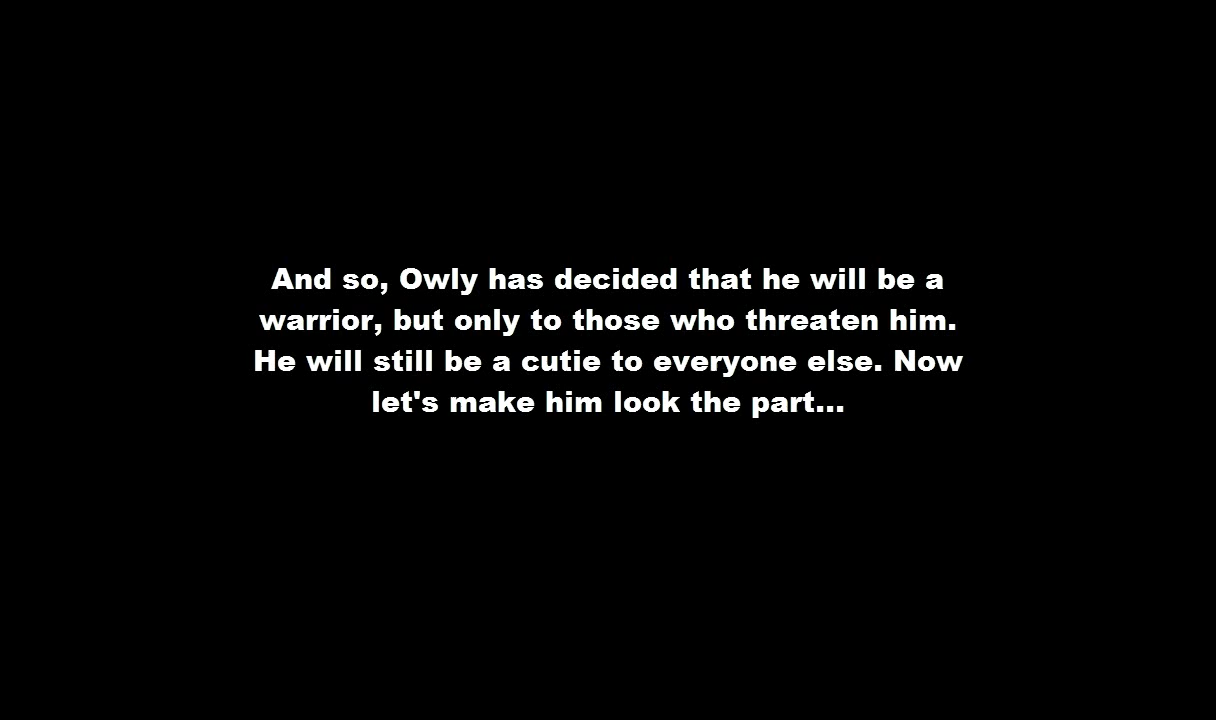 And so, Owly has decided that he will be a
warrior, but only to those who threaten him.
He will still be a cutie to everyone else. Now
let's make him look the part...